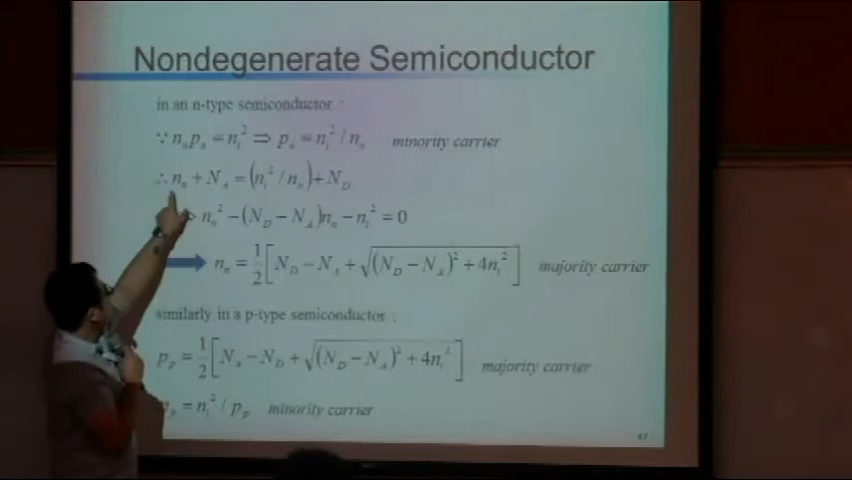 Nondegenerate Semiconductor
in an n-type semiconductor :
∵ nₙpₙ = nᵢ² ⇒ pₙ = nᵢ² / nₙ minority carrier
∴ nₙ + N_A = (nᵢ² / nₙ) + N_D
nₙ² − (N_D − N_A)nₙ − nᵢ² = 0
nₙ = 1/2 [N_D − N_A + √((N_D − N_A)² + 4nᵢ²)] majority carrier
similarly in a p-type semiconductor :
pₚ = 1/2 [N_A − N_D + √((N_D − N_A)² + 4nᵢ²)] majority carrier
= nᵢ² / pₚ minority carrier